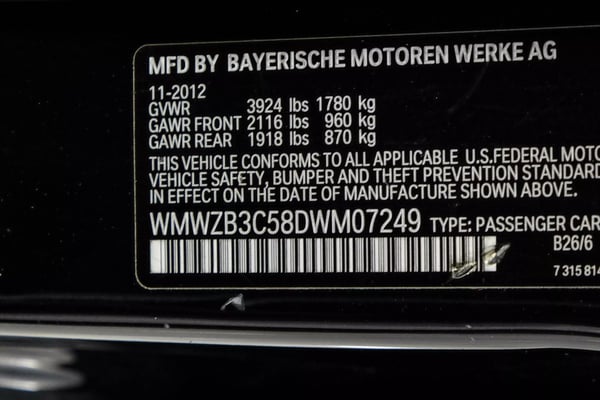 MFD BY BAYERISCHE MOTOREN WERKE AG
11-2012
GVWR 3924 lbs 1780 kg
GAWR FRONT 2116 lbs 960 kg
GAWR REAR 1918 lbs 870 kg
THIS VEHICLE CONFORMS TO ALL APPLICABLE U.S.FEDERAL MOTO
VEHICLE SAFETY, BUMPER AND THEFT PREVENTION STANDARD
IN EFFECT ON THE DATE OF MANUFACTURE SHOWN ABOVE.
WMWZB3C58DWM07249 TYPE: PASSENGER CAR
B26/6
7 315 814